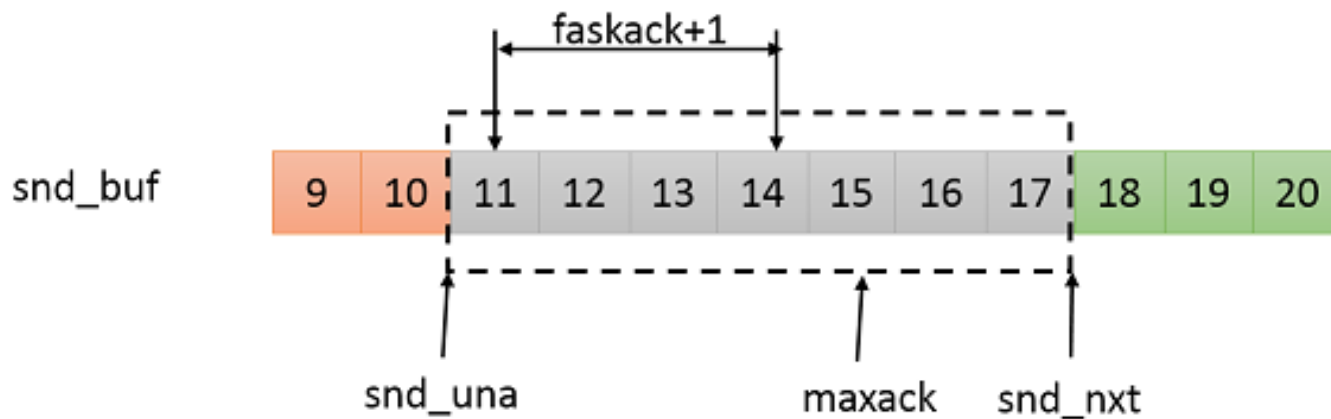 faskack+1
snd_buf 9 10 11 12 13 14 15 16 17 18 19 20
snd_una maxack snd_nxt